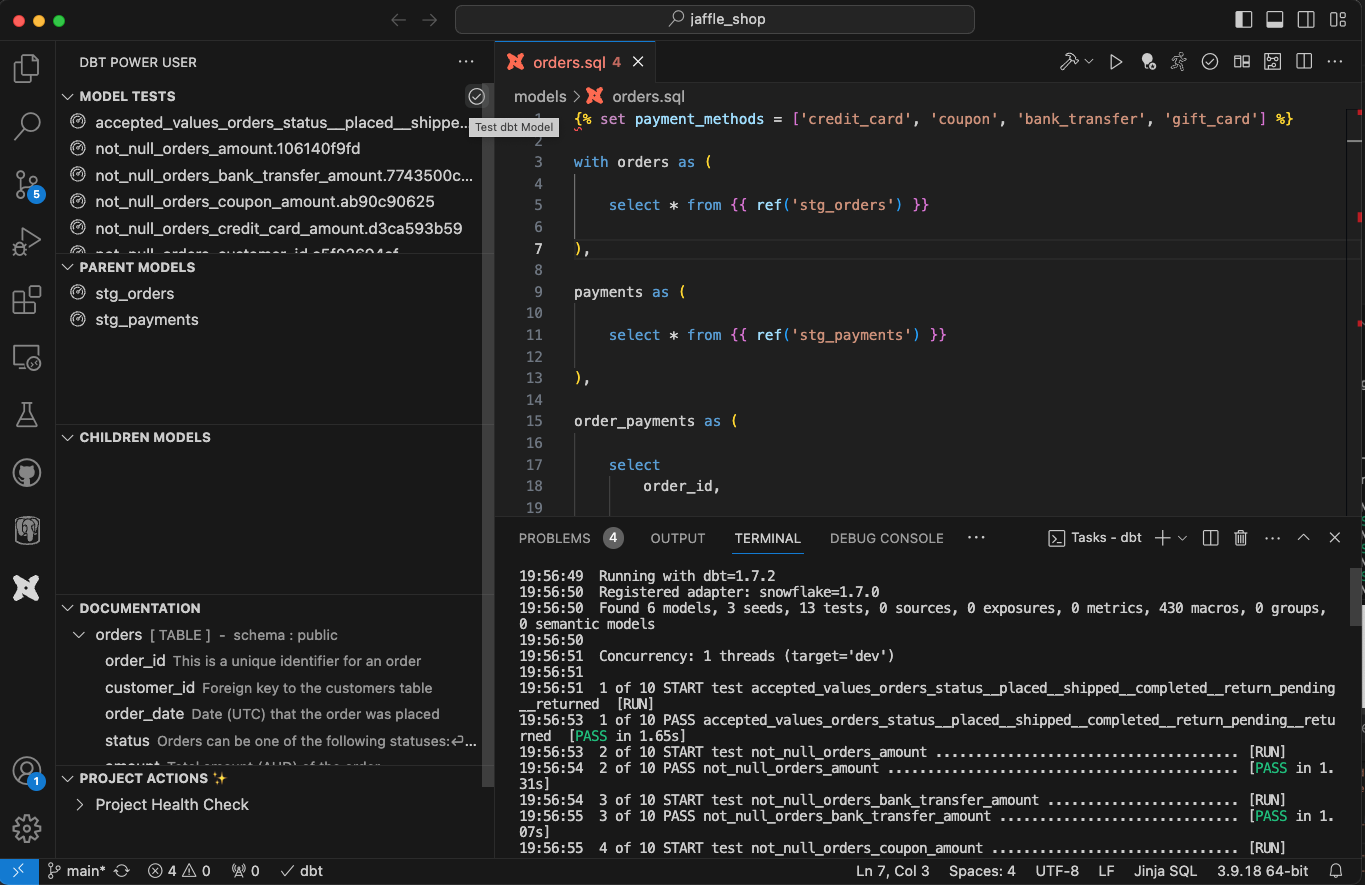 jaffle_shop
DBT POWER USER
MODEL TESTS
Test dbt Model
accepted_values_orders_status__placed__shippe...
not_null_orders_amount.106140f9fd
not_null_orders_bank_transfer_amount.7743500c...
not_null_orders_coupon_amount.ab90c90625
not_null_orders_credit_card_amount.d3ca593b59
PARENT MODELS
stg_orders
stg_payments
CHILDREN MODELS
DOCUMENTATION
orders [ TABLE ] - schema : public
order_id This is a unique identifier for an order
customer_id Foreign key to the customers table
order_date Date (UTC) that the order was placed
status Orders can be one of the following statuses:↵...
amount Total amount (AUD) of the order
PROJECT ACTIONS ✨
Project Health Check
5
1
orders.sql 4
models > orders.sql
1 {% set payment_methods = ['credit_card', 'coupon', 'bank_transfer', 'gift_card'] %}
2
3 with orders as (
4
5 select * from {{ ref('stg_orders') }}
6
7 ),
8
9 payments as (
10
11 select * from {{ ref('stg_payments') }}
12
13 ),
14
15 order_payments as (
16
17 select
18 order_id,
19
PROBLEMS 4 OUTPUT TERMINAL DEBUG CONSOLE ... Tasks - dbt
19:56:49 Running with dbt=1.7.2
19:56:50 Registered adapter: snowflake=1.7.0
19:56:50 Found 6 models, 3 seeds, 13 tests, 0 sources, 0 exposures, 0 metrics, 430 macros, 0 groups,
0 semantic models
19:56:50
19:56:51 Concurrency: 1 threads (target='dev')
19:56:51
19:56:51 1 of 10 START test accepted_values_orders_status__placed__shipped__completed__return_pending
__returned [RUN]
19:56:53 1 of 10 PASS accepted_values_orders_status__placed__shipped__completed__return_pending__retu
rned [PASS in 1.65s]
19:56:53 2 of 10 START test not_null_orders_amount ...................................... [RUN]
19:56:54 2 of 10 PASS not_null_orders_amount ............................................ [PASS in 1.
31s]
19:56:54 3 of 10 START test not_null_orders_bank_transfer_amount ........................ [RUN]
19:56:55 3 of 10 PASS not_null_orders_bank_transfer_amount .............................. [PASS in 1.
07s]
19:56:55 4 of 10 START test not_null_orders_coupon_amount ............................... [RUN]
main* 4 0 0 dbt Ln 7, Col 3 Spaces: 4 UTF-8 LF Jinja SQL 3.9.18 64-bit